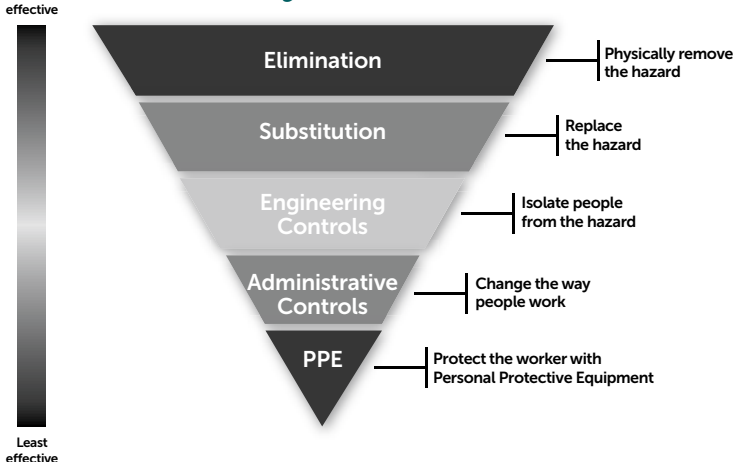 effective
Elimination
Physically remove
the hazard
Substitution
Replace
the hazard
Engineering
Controls
Isolate people
from the hazard
Administrative
Controls
Change the way
people work
PPE
Protect the worker with
Personal Protective Equipment
Least
effective